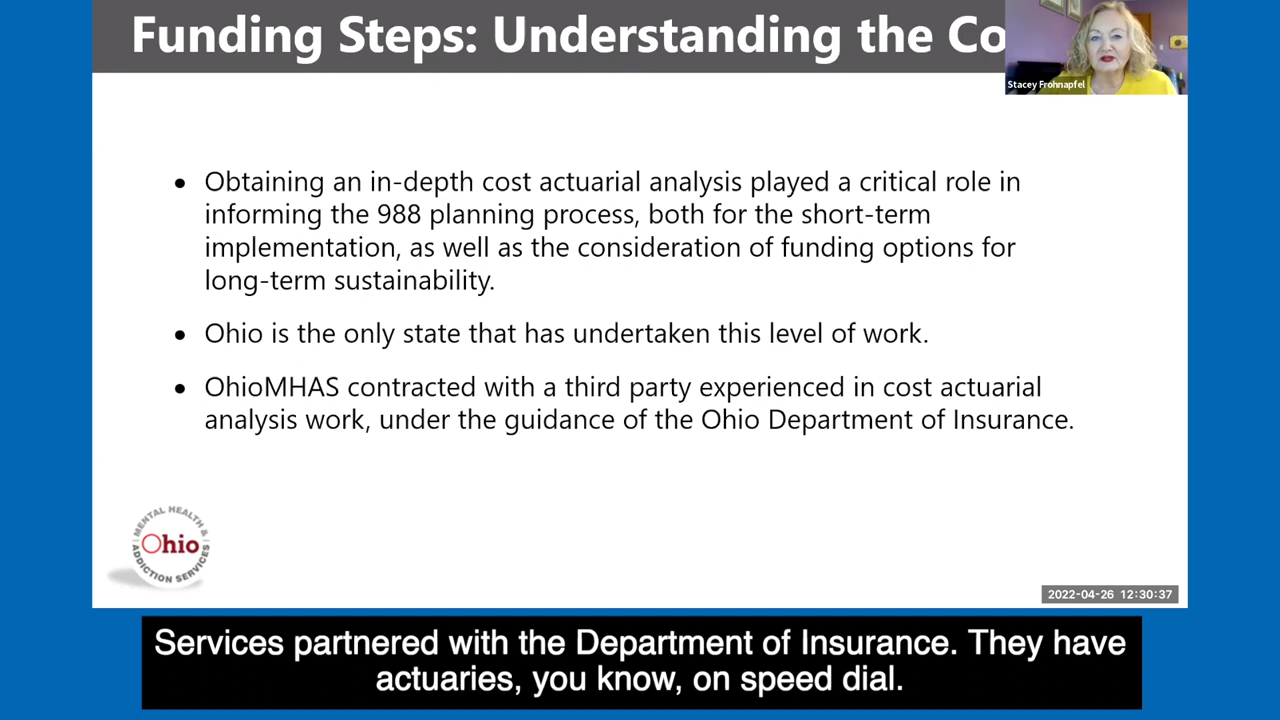 Funding Steps: Understanding the Co
Stacey Frohnapfel
• Obtaining an in-depth cost actuarial analysis played a critical role in
informing the 988 planning process, both for the short-term
implementation, as well as the consideration of funding options for
long-term sustainability.
• Ohio is the only state that has undertaken this level of work.
• OhioMHAS contracted with a third party experienced in cost actuarial
analysis work, under the guidance of the Ohio Department of Insurance.
MENTAL HEALTH &
Ohio
ADDICTION SERVICES
2022-04-26 12:30:37
Services partnered with the Department of Insurance. They have
actuaries, you know, on speed dial.